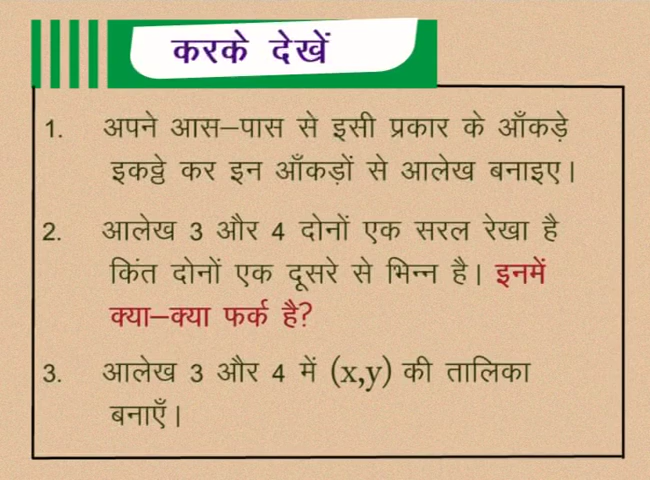 करके देखें
1. अपने आस–पास से इसी प्रकार के आँकड़े
इकठ्ठे कर इन आँकड़ों से आलेख बनाइए।
2. आलेख 3 और 4 दोनों एक सरल रेखा है
किंत दोनों एक दूसरे से भिन्न है। इनमें
क्या–क्या फर्क है?
3. आलेख 3 और 4 में (x,y) की तालिका
बनाएँ।